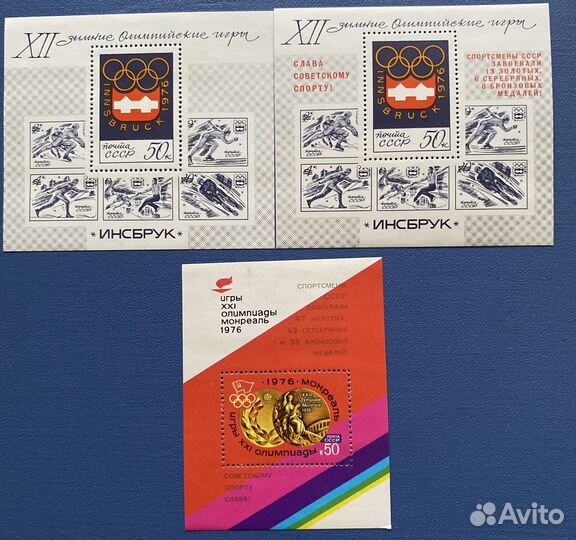 XII зимние Олимпийские игры
INNSBRUCK 1976
почта
СССР 50к
*ИНСБРУК*
XII зимние Олимпийские игры
СЛАВА
СОВЕТСКОМУ
СПОРТУ!
СПОРТСМЕНЫ СССР
ЗАВОЕВАЛИ
13 ЗОЛОТЫХ,
6 СЕРЕБРЯНЫХ,
8 БРОНЗОВЫХ
МЕДАЛЕЙ!
INNSBRUCK 1976
почта
СССР 50к
*ИНСБРУК*
игры
XXI
олимпиады
монреаль
1976
СПОРТСМЕНЫ
СССР
ЗАВОЕВАЛИ
47 ЗОЛОТЫХ,
43 СЕРЕБРЯНЫХ
И 35 БРОНЗОВЫХ
МЕДАЛЕЙ!
·1976·МОНРЕАЛЬ
ИГРЫ XXI ОЛИМПИАДЫ
ПОЧТА
СССР
к50
СОВЕТСКОМУ
СПОРТУ
СЛАВА!
Avito